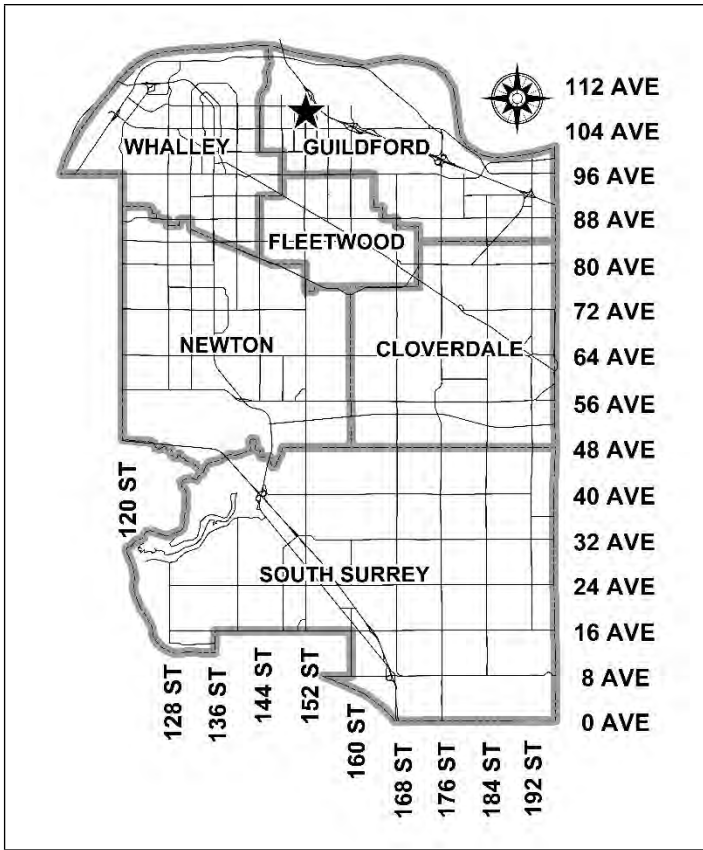 112 AVE
104 AVE
WHALLEY
GUILDFORD
96 AVE
88 AVE
FLEETWOOD
80 AVE
72 AVE
NEWTON
CLOVERDALE
64 AVE
56 AVE
48 AVE
120 ST
40 AVE
32 AVE
SOUTH SURREY
24 AVE
16 AVE
128 ST
136 ST
144 ST
152 ST
160 ST
8 AVE
0 AVE
168 ST
176 ST
184 ST
192 ST